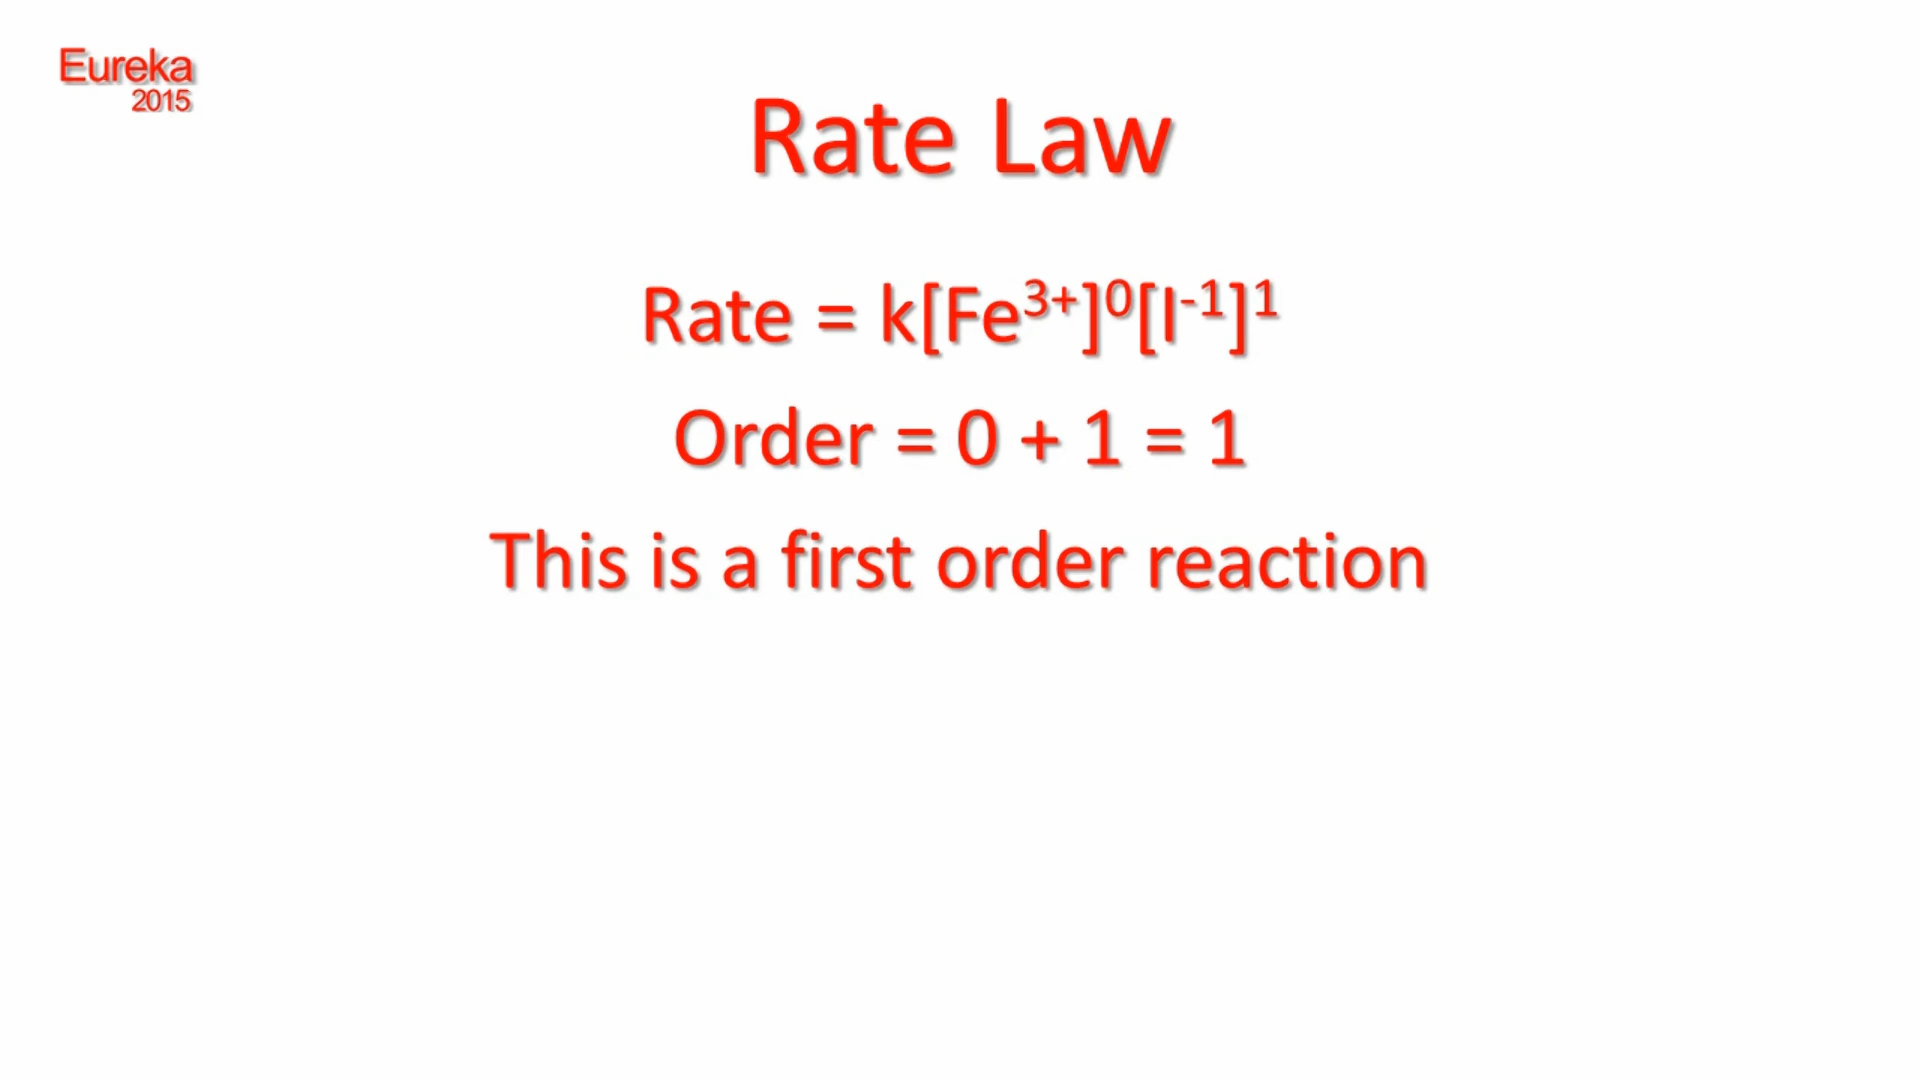 Eureka
2015
Rate Law
Rate = k[Fe³⁺]⁰[I⁻¹]¹
Order = 0 + 1 = 1
This is a first order reaction